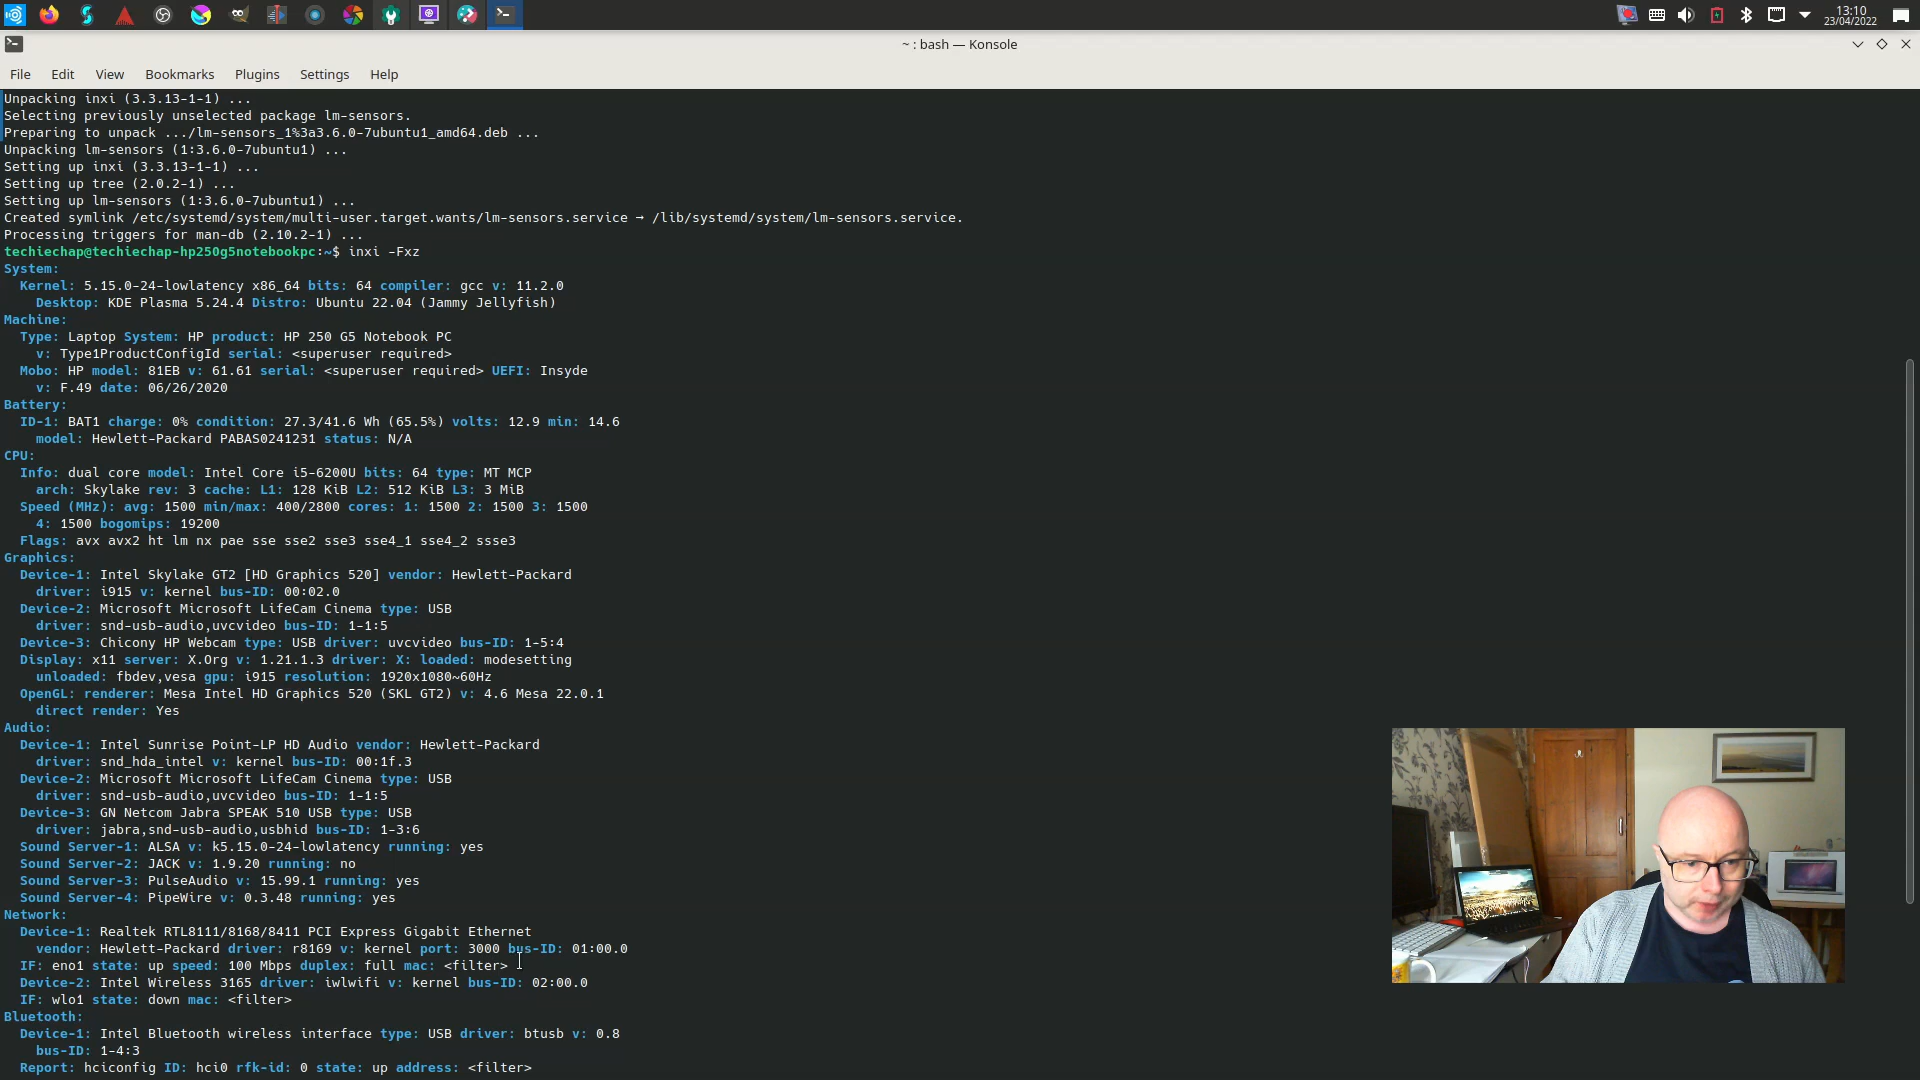 13:10
23/04/2022
~ : bash — Konsole
File Edit View Bookmarks Plugins Settings Help
Unpacking inxi (3.3.13-1-1) ...
Selecting previously unselected package lm-sensors.
Preparing to unpack .../lm-sensors_1%3a3.6.0-7ubuntu1_amd64.deb ...
Unpacking lm-sensors (1:3.6.0-7ubuntu1) ...
Setting up inxi (3.3.13-1-1) ...
Setting up tree (2.0.2-1) ...
Setting up lm-sensors (1:3.6.0-7ubuntu1) ...
Created symlink /etc/systemd/system/multi-user.target.wants/lm-sensors.service → /lib/systemd/system/lm-sensors.service.
Processing triggers for man-db (2.10.2-1) ...
techiechap@techiechap-hp250g5notebookpc:~$ inxi -Fxz
System:
Kernel: 5.15.0-24-lowlatency x86_64 bits: 64 compiler: gcc v: 11.2.0
Desktop: KDE Plasma 5.24.4 Distro: Ubuntu 22.04 (Jammy Jellyfish)
Machine:
Type: Laptop System: HP product: HP 250 G5 Notebook PC
v: Type1ProductConfigId serial: <superuser required>
Mobo: HP model: 81EB v: 61.61 serial: <superuser required> UEFI: Insyde
v: F.49 date: 06/26/2020
Battery:
ID-1: BAT1 charge: 0% condition: 27.3/41.6 Wh (65.5%) volts: 12.9 min: 14.6
model: Hewlett-Packard PABAS0241231 status: N/A
CPU:
Info: dual core model: Intel Core i5-6200U bits: 64 type: MT MCP
arch: Skylake rev: 3 cache: L1: 128 KiB L2: 512 KiB L3: 3 MiB
Speed (MHz): avg: 1500 min/max: 400/2800 cores: 1: 1500 2: 1500 3: 1500
4: 1500 bogomips: 19200
Flags: avx avx2 ht lm nx pae sse sse2 sse3 sse4_1 sse4_2 ssse3
Graphics:
Device-1: Intel Skylake GT2 [HD Graphics 520] vendor: Hewlett-Packard
driver: i915 v: kernel bus-ID: 00:02.0
Device-2: Microsoft Microsoft LifeCam Cinema type: USB
driver: snd-usb-audio,uvcvideo bus-ID: 1-1:5
Device-3: Chicony HP Webcam type: USB driver: uvcvideo bus-ID: 1-5:4
Display: x11 server: X.Org v: 1.21.1.3 driver: X: loaded: modesetting
unloaded: fbdev,vesa gpu: i915 resolution: 1920x1080~60Hz
OpenGL: renderer: Mesa Intel HD Graphics 520 (SKL GT2) v: 4.6 Mesa 22.0.1
direct render: Yes
Audio:
Device-1: Intel Sunrise Point-LP HD Audio vendor: Hewlett-Packard
driver: snd_hda_intel v: kernel bus-ID: 00:1f.3
Device-2: Microsoft Microsoft LifeCam Cinema type: USB
driver: snd-usb-audio,uvcvideo bus-ID: 1-1:5
Device-3: GN Netcom Jabra SPEAK 510 USB type: USB
driver: jabra,snd-usb-audio,usbhid bus-ID: 1-3:6
Sound Server-1: ALSA v: k5.15.0-24-lowlatency running: yes
Sound Server-2: JACK v: 1.9.20 running: no
Sound Server-3: PulseAudio v: 15.99.1 running: yes
Sound Server-4: PipeWire v: 0.3.48 running: yes
Network:
Device-1: Realtek RTL8111/8168/8411 PCI Express Gigabit Ethernet
vendor: Hewlett-Packard driver: r8169 v: kernel port: 3000 bus-ID: 01:00.0
IF: eno1 state: up speed: 100 Mbps duplex: full mac: <filter>
Device-2: Intel Wireless 3165 driver: iwlwifi v: kernel bus-ID: 02:00.0
IF: wlo1 state: down mac: <filter>
Bluetooth:
Device-1: Intel Bluetooth wireless interface type: USB driver: btusb v: 0.8
bus-ID: 1-4:3
Report: hciconfig ID: hci0 rfk-id: 0 state: up address: <filter>